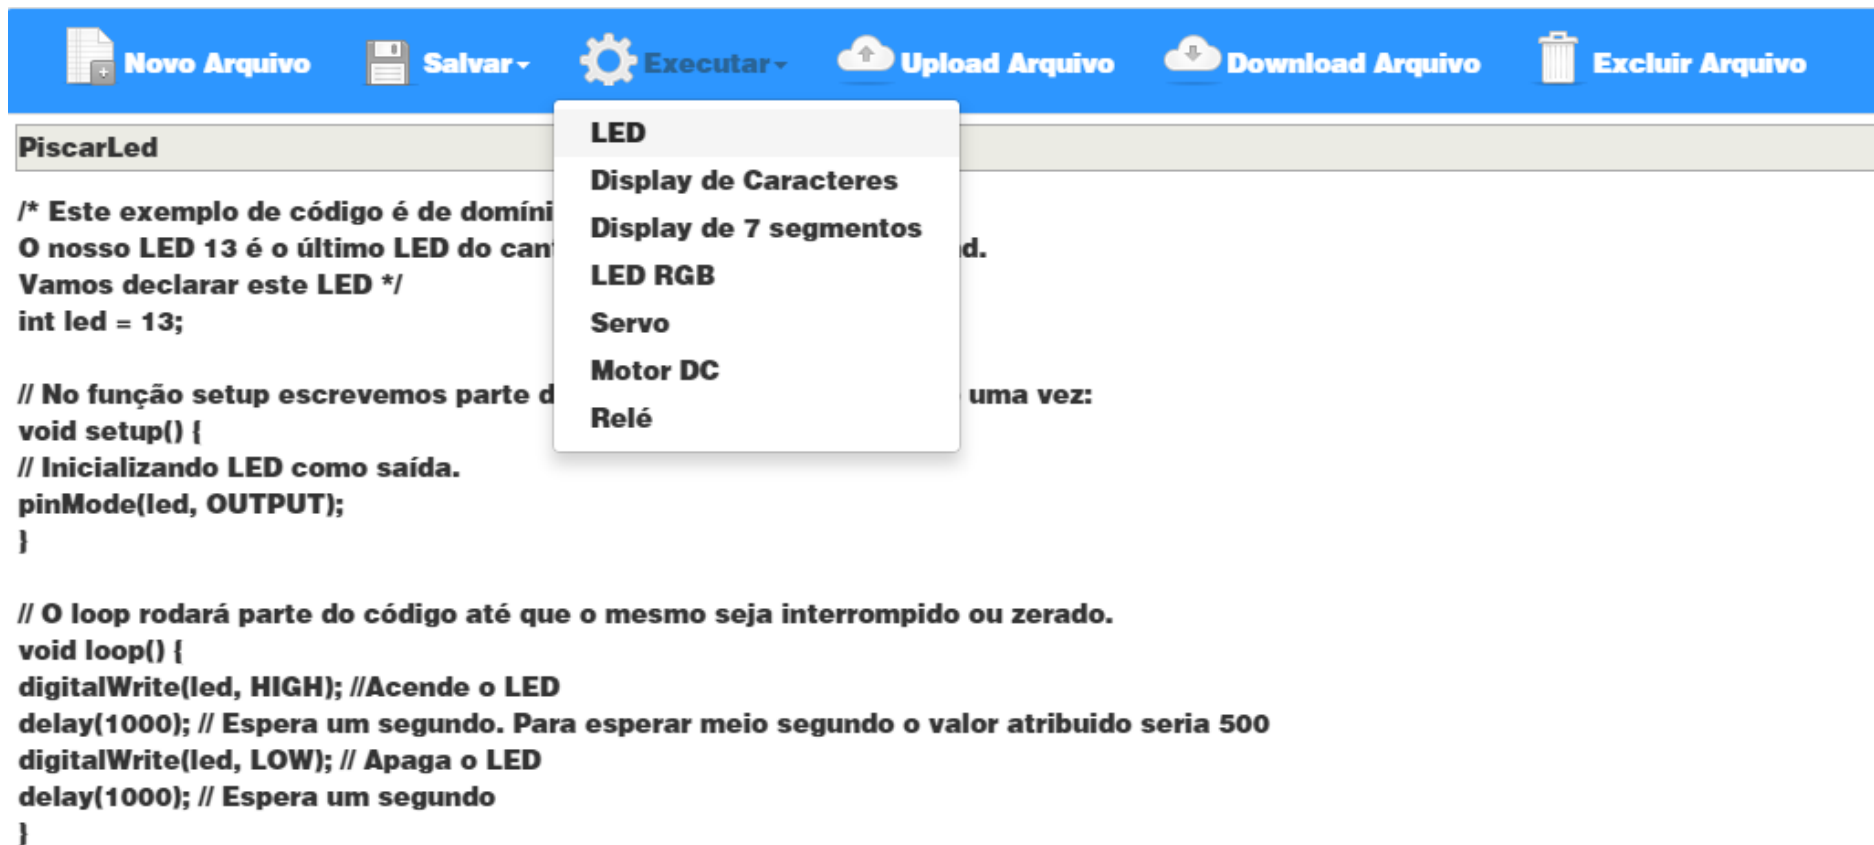 Novo Arquivo Salvar Executar Upload Arquivo Download Arquivo Excluir Arquivo
PiscarLed
LED
Display de Caracteres
Display de 7 segmentos
LED RGB
Servo
Motor DC
Relé
/* Este exemplo de código é de
O nosso LED 13 é o último LED do
Vamos declarar este LED */
int led = 13;
// No função setup escrevemos parte uma vez:
void setup() {
// Inicializando LED como saída.
pinMode(led, OUTPUT);
}
// O loop rodará parte do código até que o mesmo seja interrompido ou zerado.
void loop() {
digitalWrite(led, HIGH); //Acende o LED
delay(1000); // Espera um segundo. Para esperar meio segundo o valor atribuido seria 500
digitalWrite(led, LOW); // Apaga o LED
delay(1000); // Espera um segundo
}